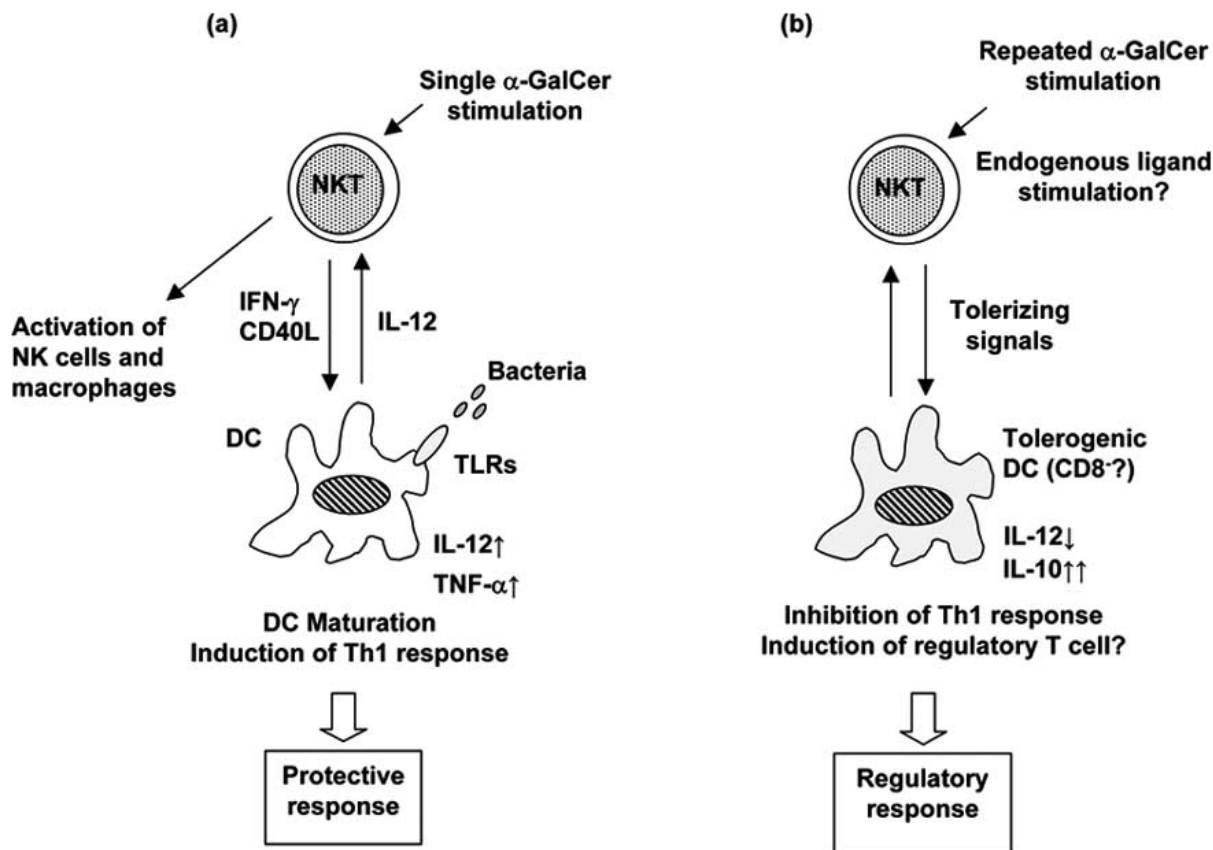 (a)
Single α-GalCer
stimulation
NKT
IFN-γ
CD40L
IL-12
Activation of
NK cells and
macrophages
Bacteria
DC
TLRs
IL-12↑
TNF-α↑
DC Maturation
Induction of Th1 response
Protective
response
(b)
Repeated α-GalCer
stimulation
NKT
Endogenous ligand
stimulation?
Tolerizing
signals
Tolerogenic
DC (CD8⁻?)
IL-12↓
IL-10↑↑
Inhibition of Th1 response
Induction of regulatory T cell?
Regulatory
response